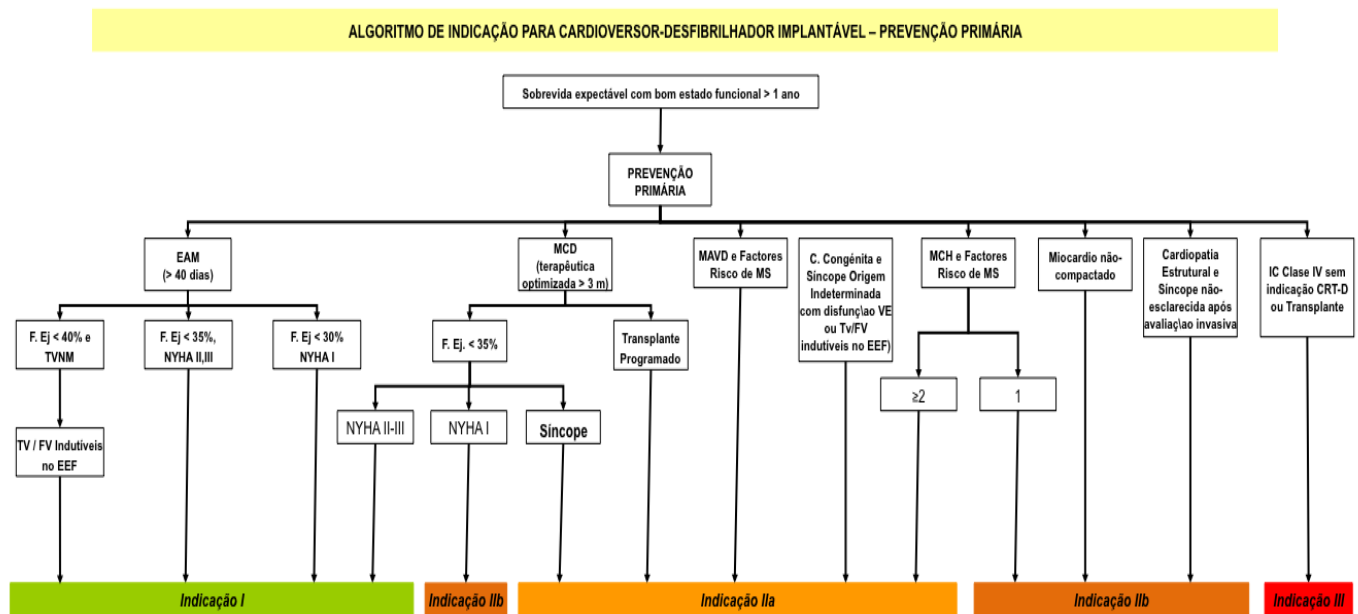 ALGORITMO DE INDICAÇÃO PARA CARDIOVERSOR-DESFIBRILHADOR IMPLANTÁVEL – PREVENÇÃO PRIMÁRIA
Sobrevida expectável com bom estado funcional > 1 ano
PREVENÇÃO
PRIMÁRIA
EAM
(> 40 dias)
MCD
(terapêutica
optimizada > 3 m)
MAVD e Factores
Risco de MS
C. Congénita e
Síncope Origem
Indeterminada
com disfunç\ao VE
ou Tv/FV
indutíveis no EEF)
MCH e Factores
Risco de MS
Miocardio não-
compactado
Cardiopatia
Estrutural e
Síncope não-
esclarecida após
avaliaç\ao invasiva
IC Clase IV sem
indicação CRT-D
ou Transplante
F. Ej < 40% e
TVNM
F. Ej < 35%,
NYHA II,III
F. Ej < 30%
NYHA I
F. Ej. < 35%
Transplante
Programado
≥2
1
TV / FV Indutíveis
no EEF
NYHA II-III
NYHA I
Síncope
Indicação I
Indicação IIb
Indicação IIa
Indicação IIb
Indicação III